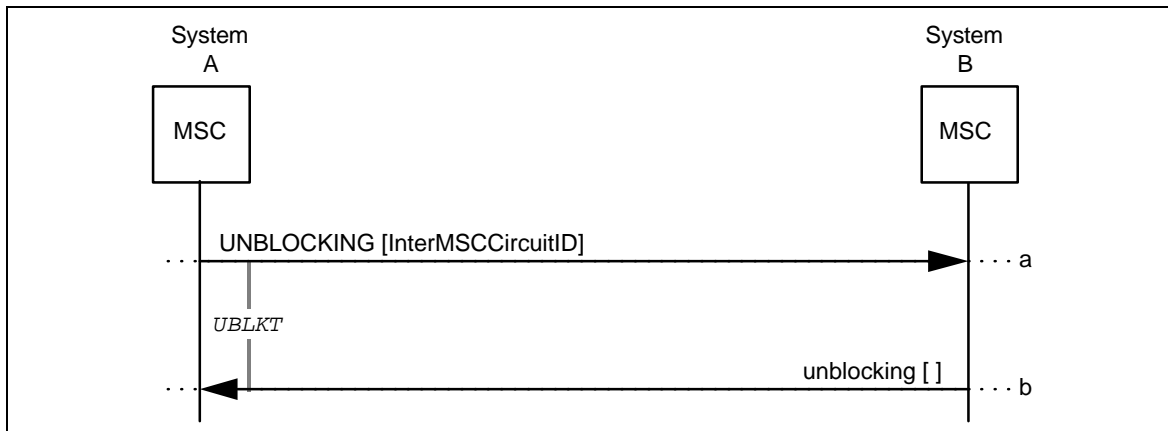 System
A
System
B
MSC
MSC
UNBLOCKING [InterMSCCircuitID]
a
UBLKT
unblocking [ ]
b